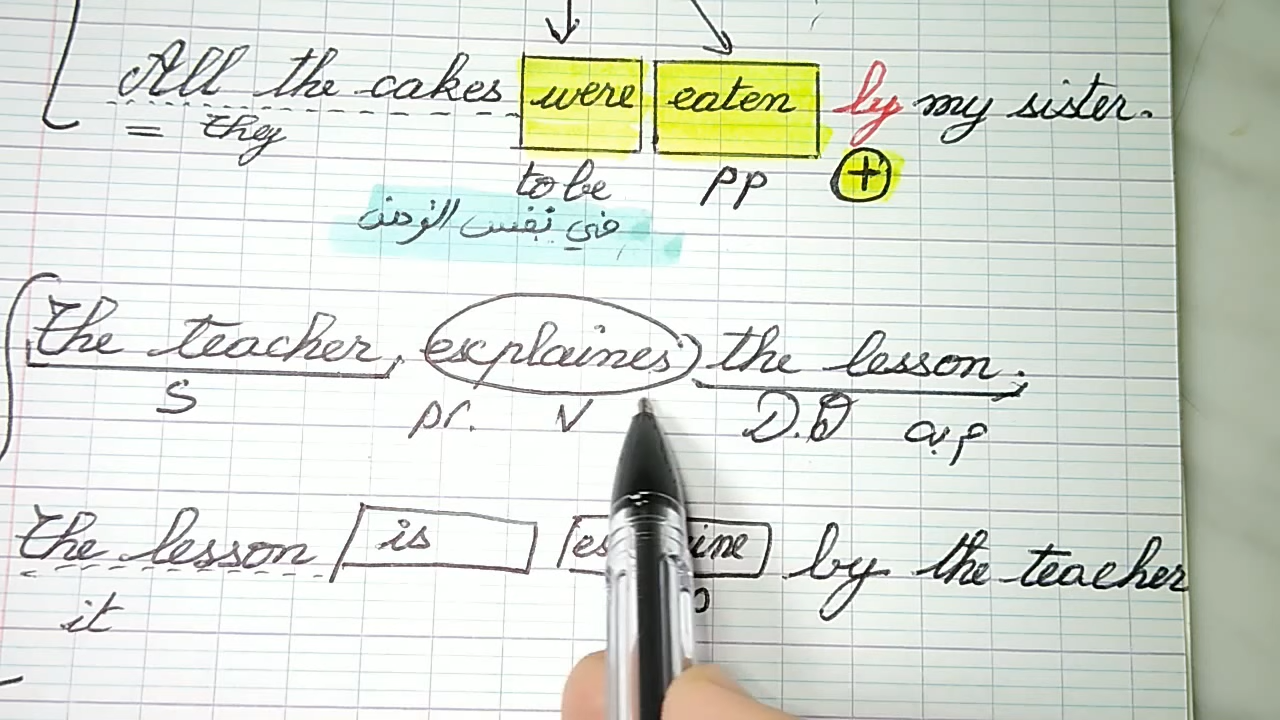 All the cakes were eaten by my sister.
= they
to be pp +
في نفس الزمن
The teacher explaines the lesson.
S pr. V D.O م.به
The lesson is by the teacher
it